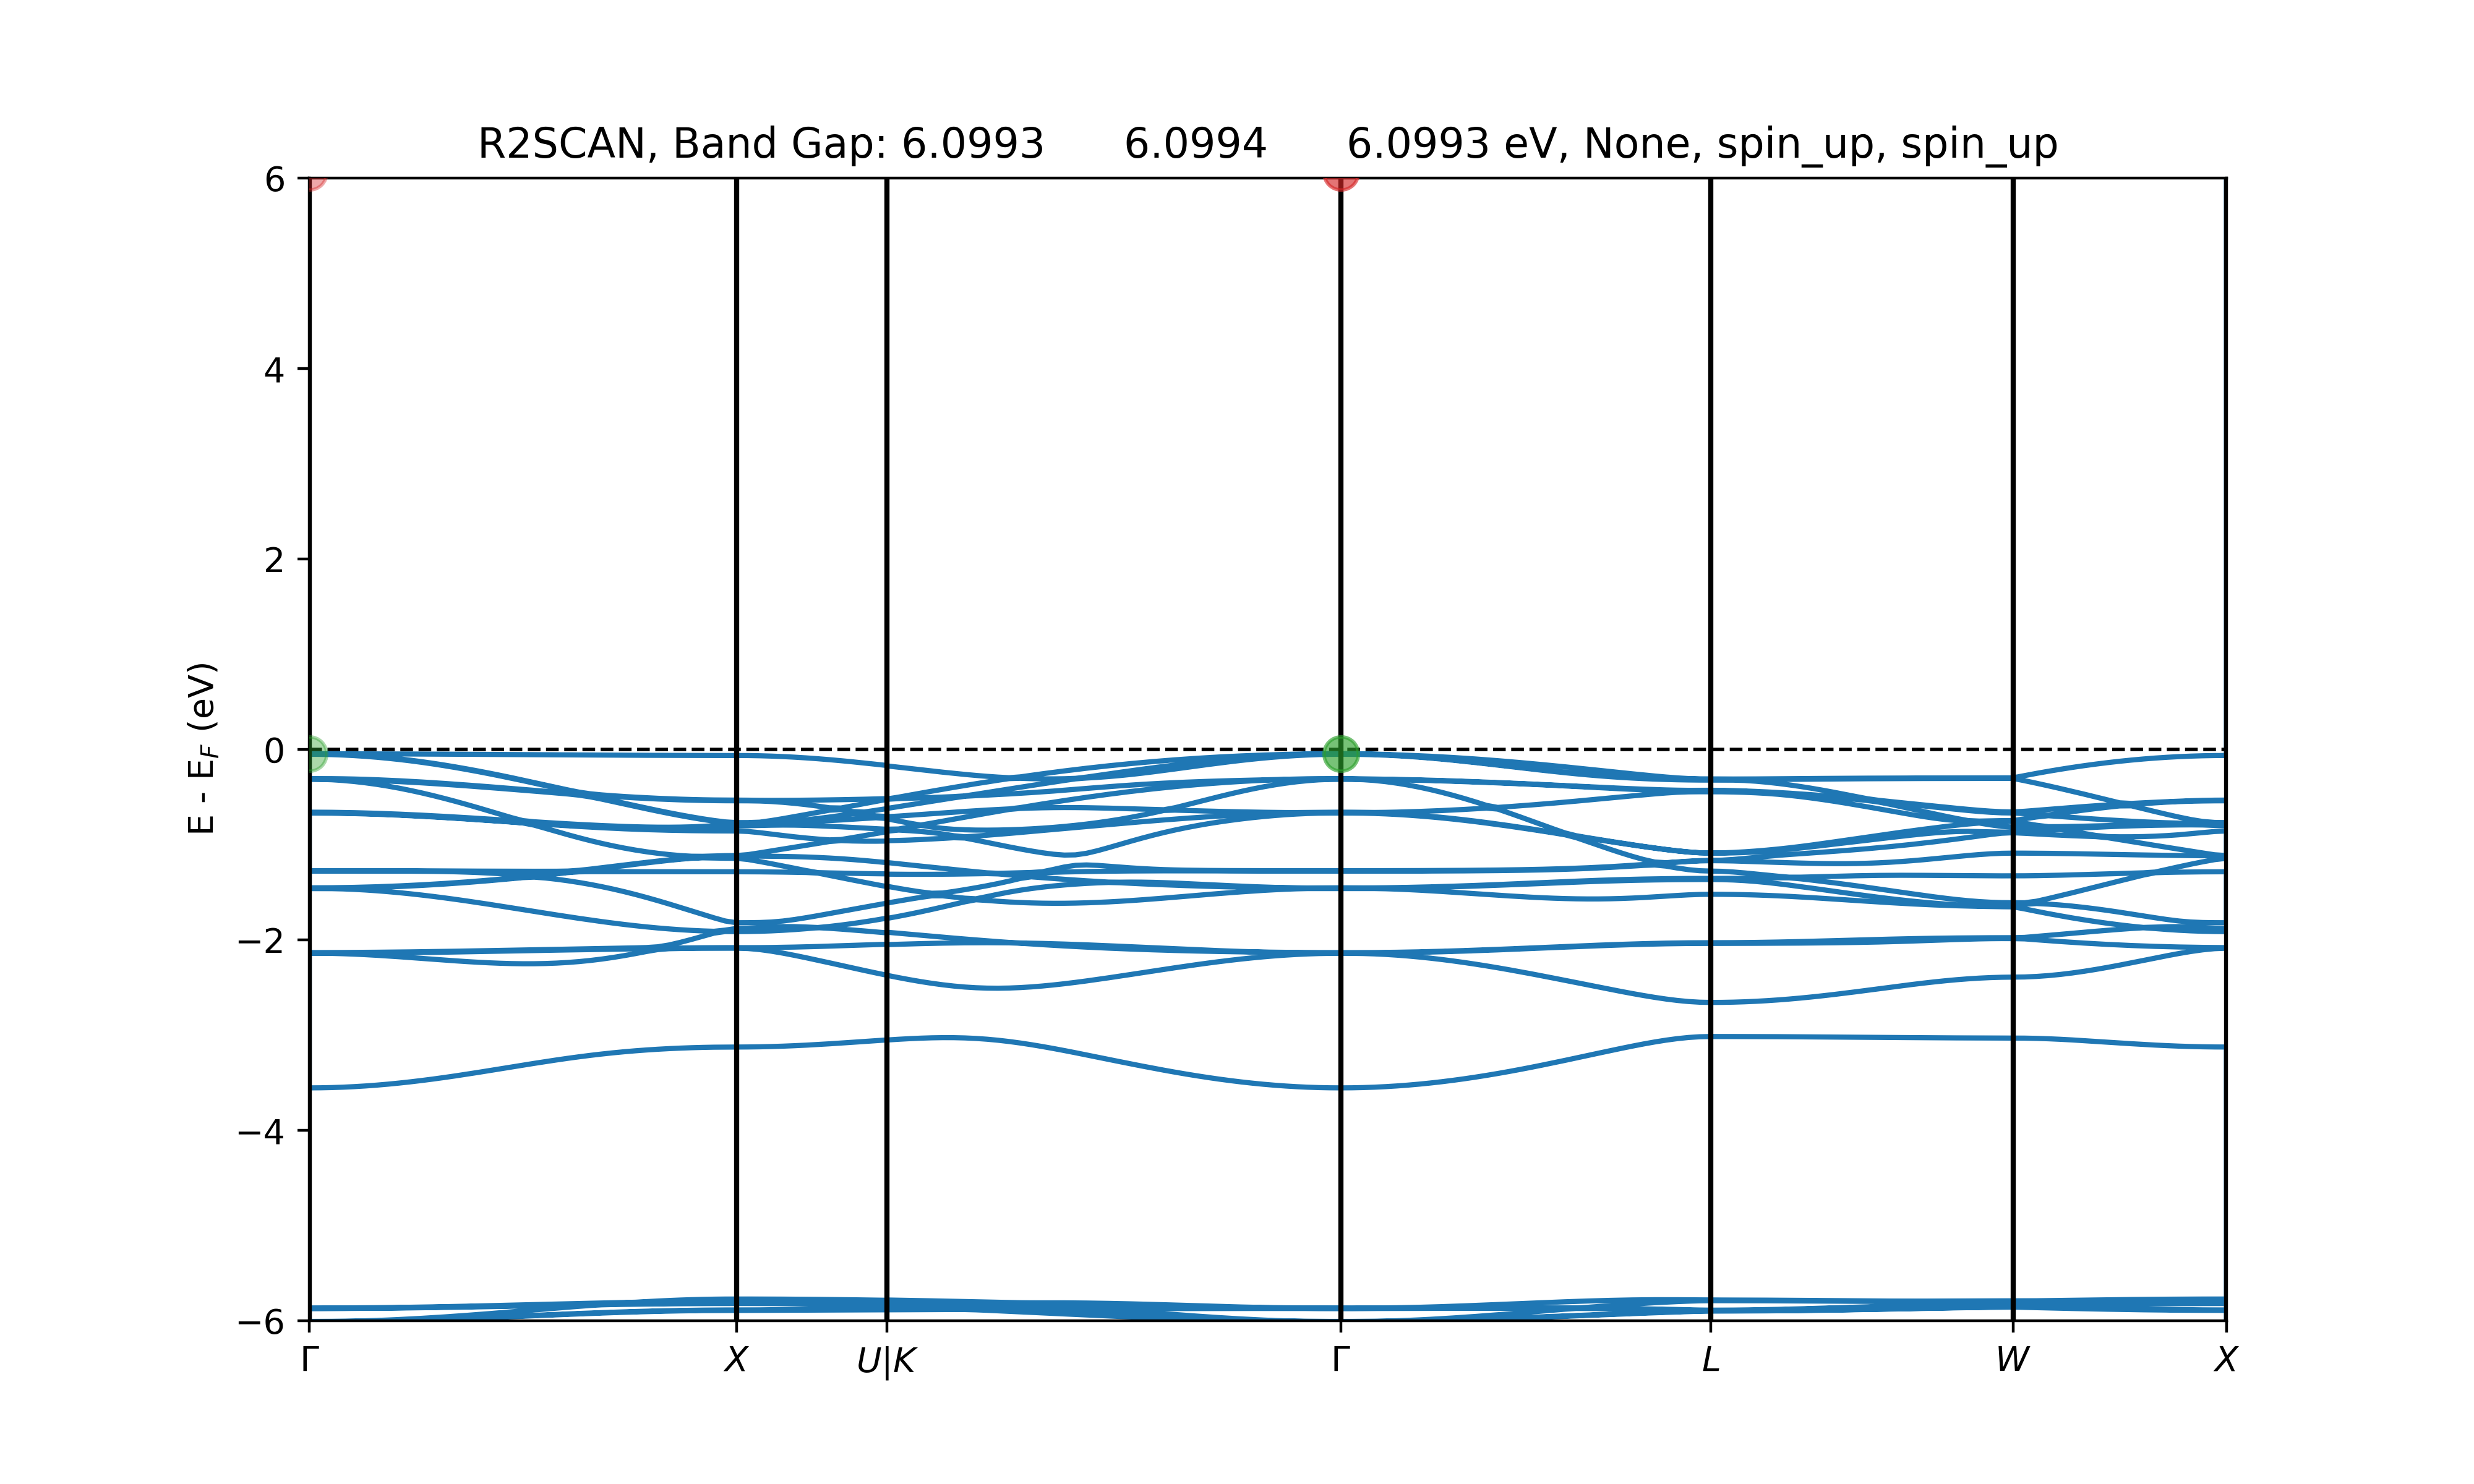 R2SCAN, Band Gap: 6.0993 6.0994 6.0993 eV, None, spin_up, spin_up
6
4
2
0
−2
−4
−6
E - E_F (eV)
Γ X U|K Γ L W X